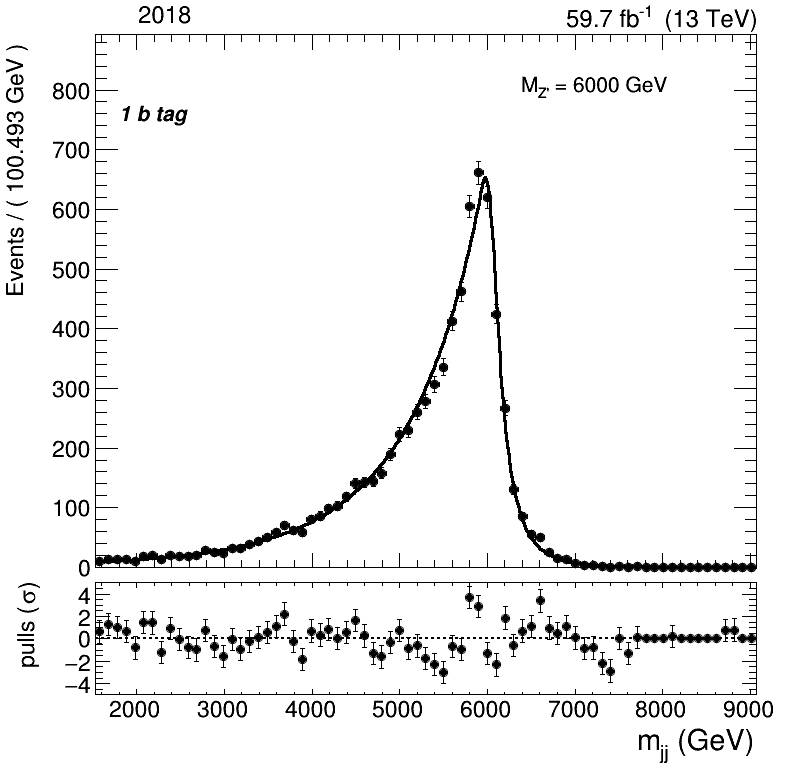 2018 59.7 fb⁻¹ (13 TeV)
Events / ( 100.493 GeV )
800
700
600
500
400
300
200
100
0
M_Z' = 6000 GeV
1 b tag
pulls (σ)
4
2
0
−2
−4
2000 3000 4000 5000 6000 7000 8000 9000
m_jj (GeV)